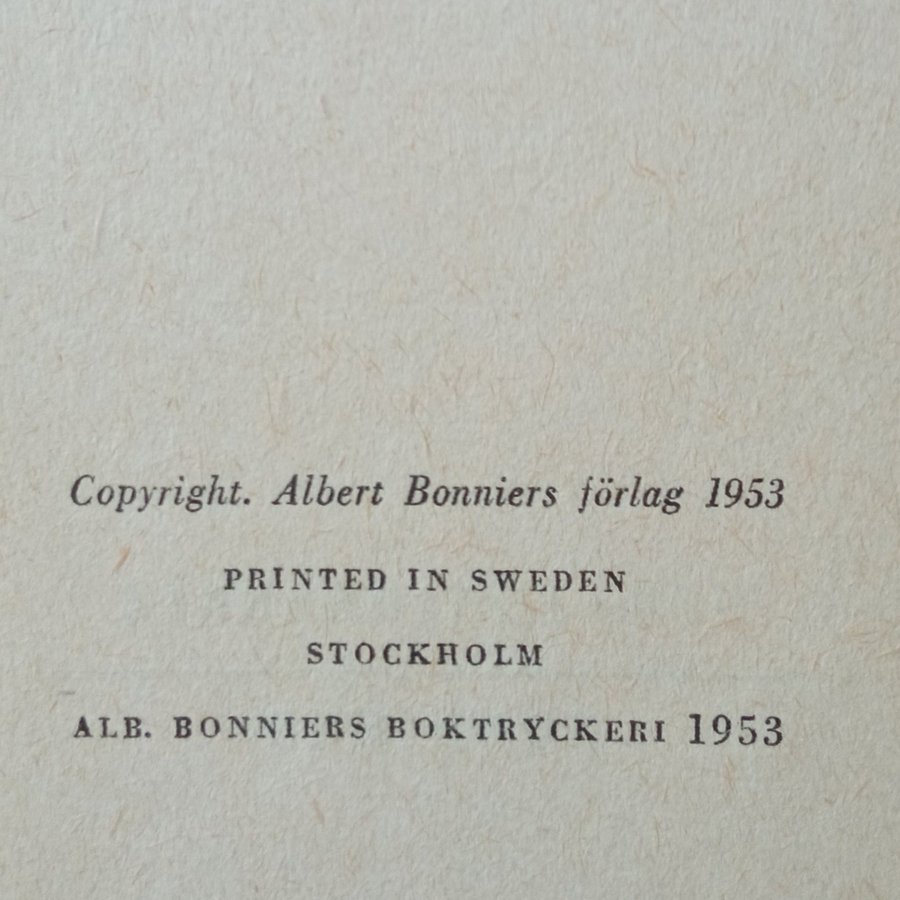 Copyright. Albert Bonniers förlag 1953
PRINTED IN SWEDEN
STOCKHOLM
ALB. BONNIERS BOKTRYCKERI 1953